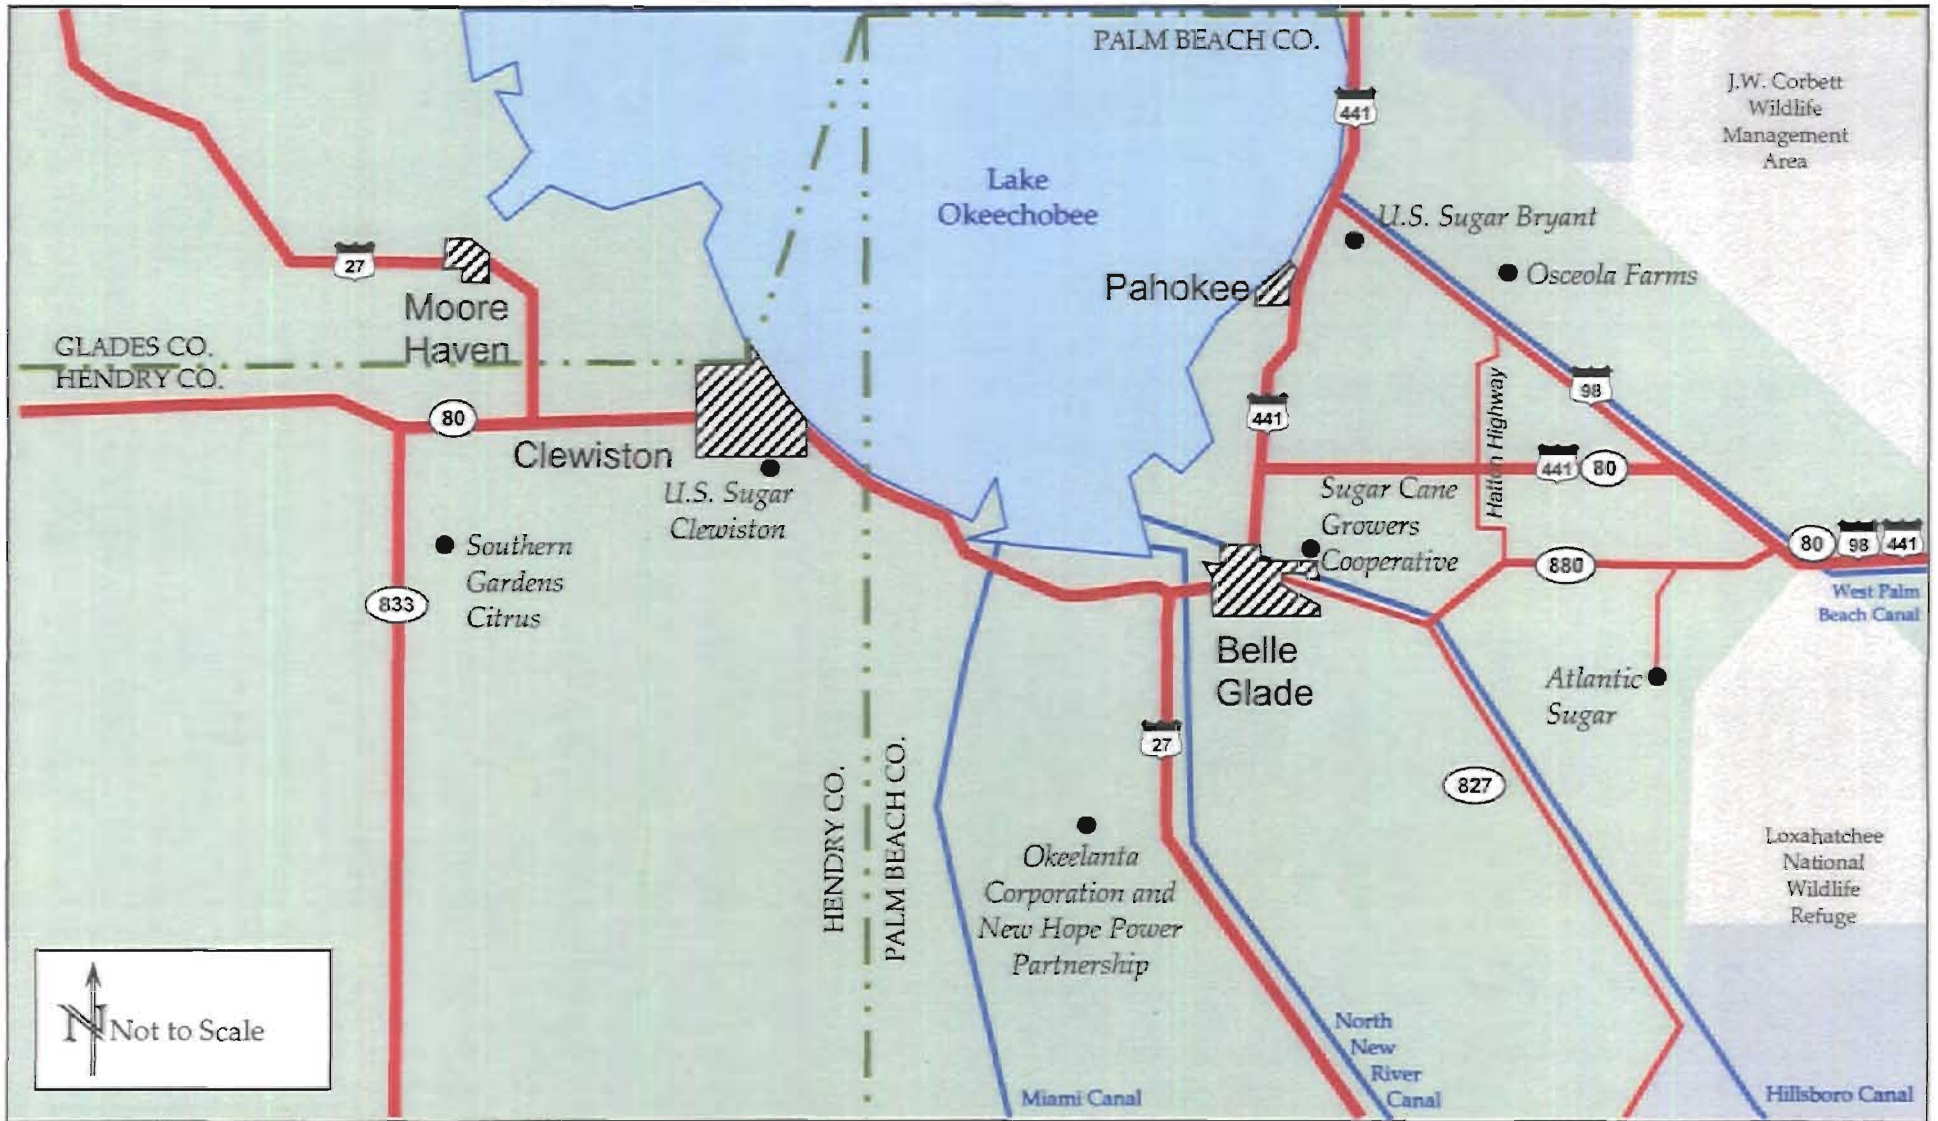 PALM BEACH CO.
441
J.W. Corbett
Wildlife
Management
Area
Lake
Okeechobee
U.S. Sugar Bryant
27
Osceola Farms
Pahokee
Moore
Haven
GLADES CO.
HENDRY CO.
98
80
441
Hatton Highway
Clewiston
441
80
U.S. Sugar
Clewiston
Sugar Cane
Growers
Cooperative
Southern
Gardens
Citrus
80
98
441
880
833
West Palm
Beach Canal
Belle
Glade
Atlantic
Sugar
27
827
HENDRY CO.
PALM BEACH CO.
Okeelanta
Corporation and
New Hope Power
Partnership
Loxahatchee
National
Wildlife
Refuge
N
Not to Scale
North
New
River
Canal
Miami Canal
Hillsboro Canal